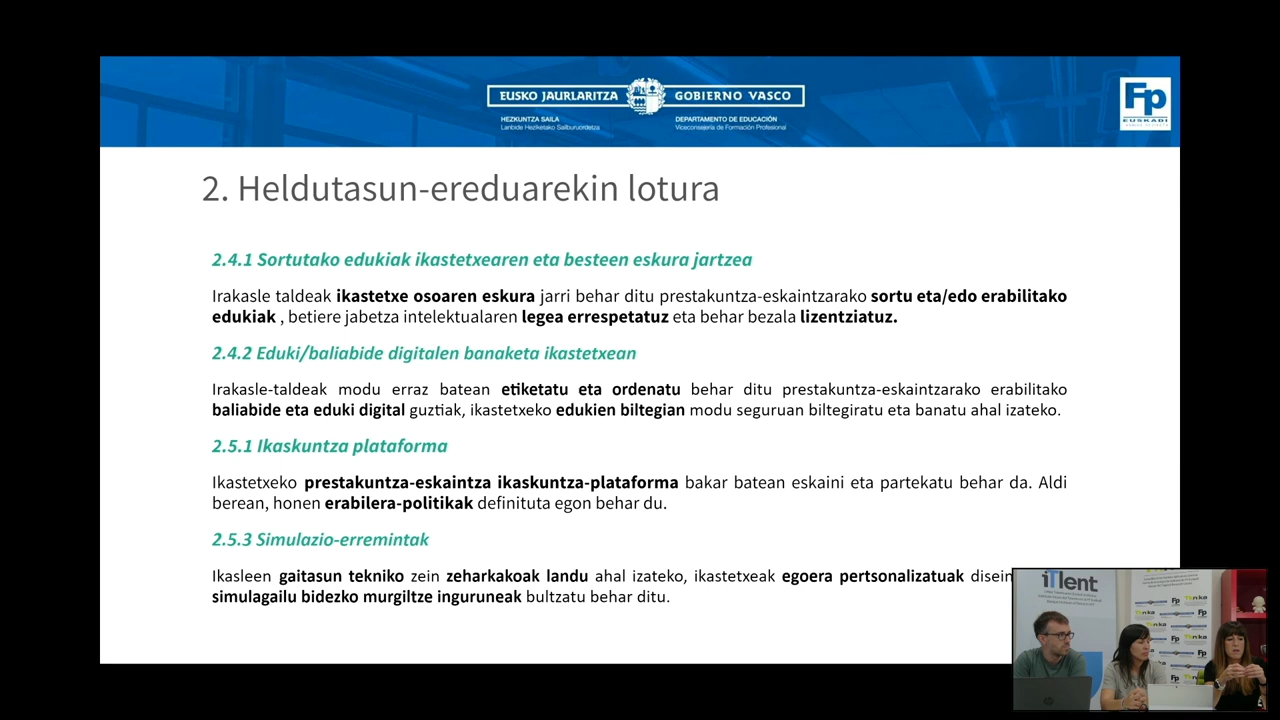 EUSKO JAURLARITZA
GOBIERNO VASCO
HEZKUNTZA SAILA
Lanbide Heziketako Sailburuordetza
DEPARTAMENTO DE EDUCACIÓN
Viceconsejería de Formación Profesional
Fp
EUSKADI
2. Heldutasun-ereduarekin lotura
2.4.1 Sortutako edukiak ikastetxearen eta besteen eskura jartzea
Irakasle taldeak ikastetxe osoaren eskura jarri behar ditu prestakuntza-eskaintzarako sortu eta/edo erabilitako
edukiak , betiere jabetza intelektualaren legea errespetatuz eta behar bezala lizentziatuz.
2.4.2 Eduki/baliabide digitalen banaketa ikastetxean
Irakasle-taldeak modu erraz batean etiketatu eta ordenatu behar ditu prestakuntza-eskaintzarako erabilitako
baliabide eta eduki digital guztiak, ikastetxeko edukien biltegian modu seguruan biltegiratu eta banatu ahal izateko.
2.5.1 Ikaskuntza plataforma
Ikastetxeko prestakuntza-eskaintza ikaskuntza-plataforma bakar batean eskaini eta partekatu behar da. Aldi
berean, honen erabilera-politikak definituta egon behar du.
2.5.3 Simulazio-erremintak
Ikasleen gaitasun tekniko zein zeharkakoak landu ahal izateko, ikastetxeak egoera pertsonalizatuak disein
simulagailu bidezko murgiltze inguruneak bultzatu behar ditu.
iTlent
Fp